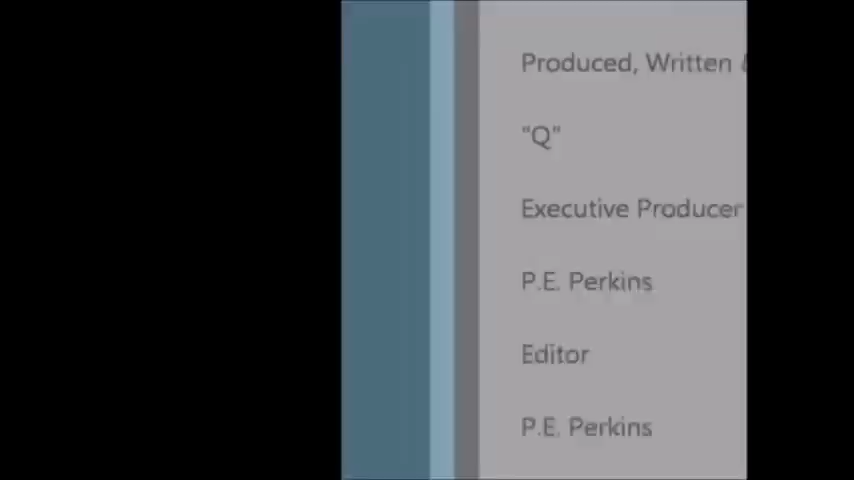 Produced, Written
"Q"
Executive Producer
P.E. Perkins
Editor
P.E. Perkins